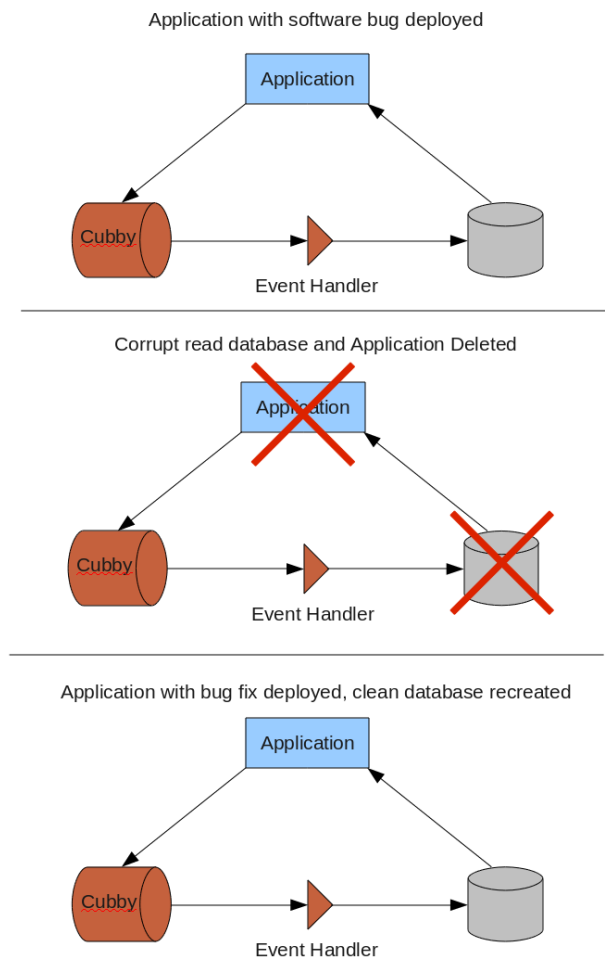 Application with software bug deployed
Application
Cubby
Event Handler
Corrupt read database and Application Deleted
Application
Cubby
Event Handler
Application with bug fix deployed, clean database recreated
Application
Cubby
Event Handler